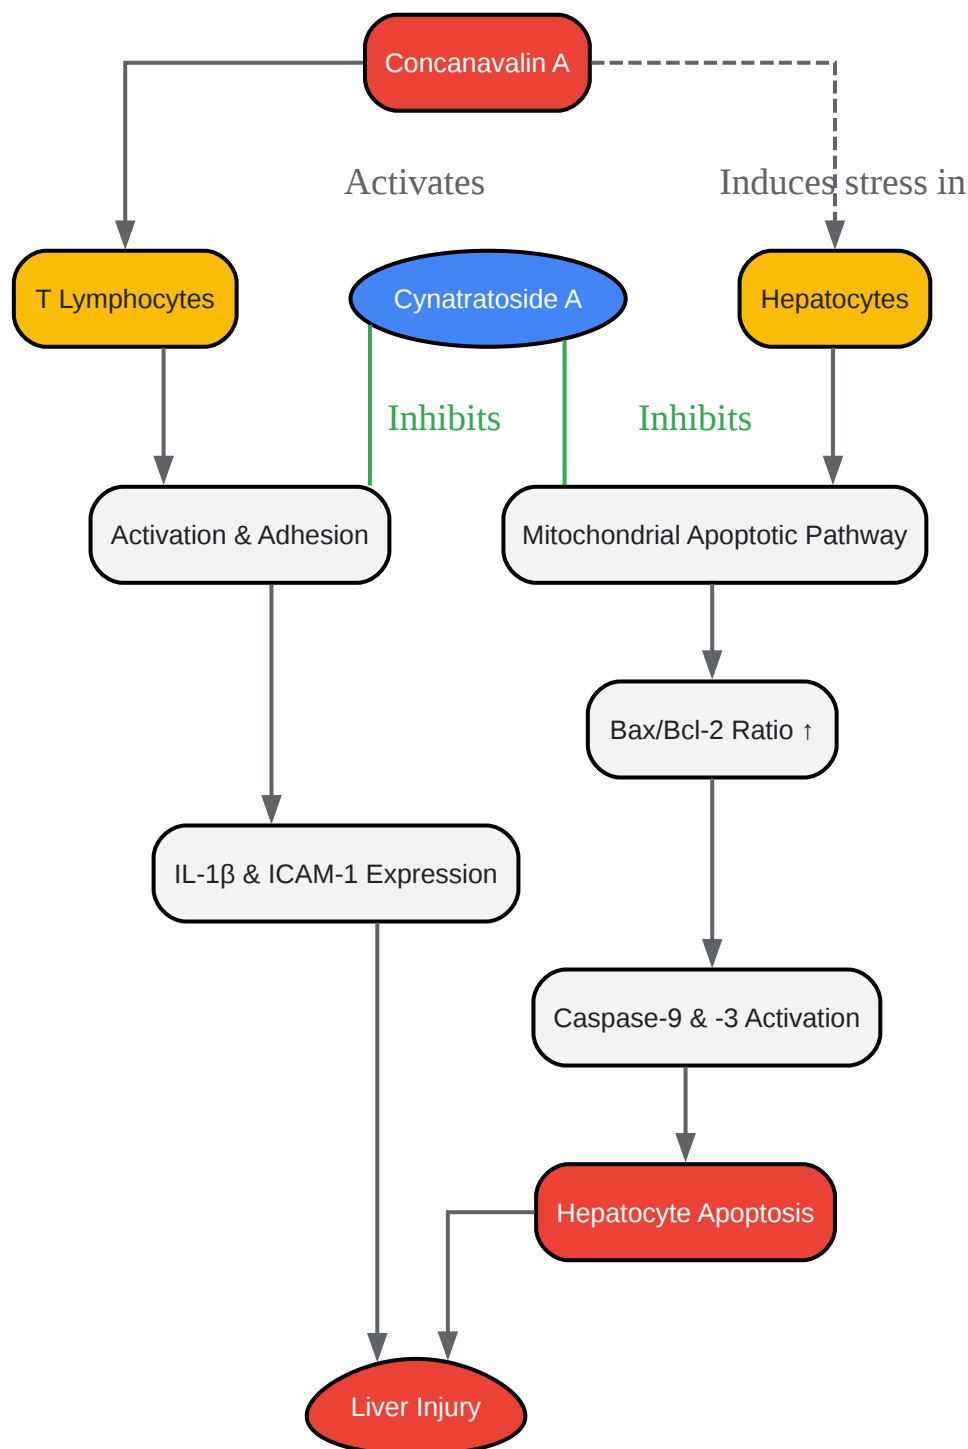 Concanavalin A
Activates
Induces stress in
T Lymphocytes
Cynatratoside A
Hepatocytes
Inhibits
Inhibits
Activation & Adhesion
Mitochondrial Apoptotic Pathway
Bax/Bcl-2 Ratio ↑
IL-1β & ICAM-1 Expression
Caspase-9 & -3 Activation
Hepatocyte Apoptosis
Liver Injury